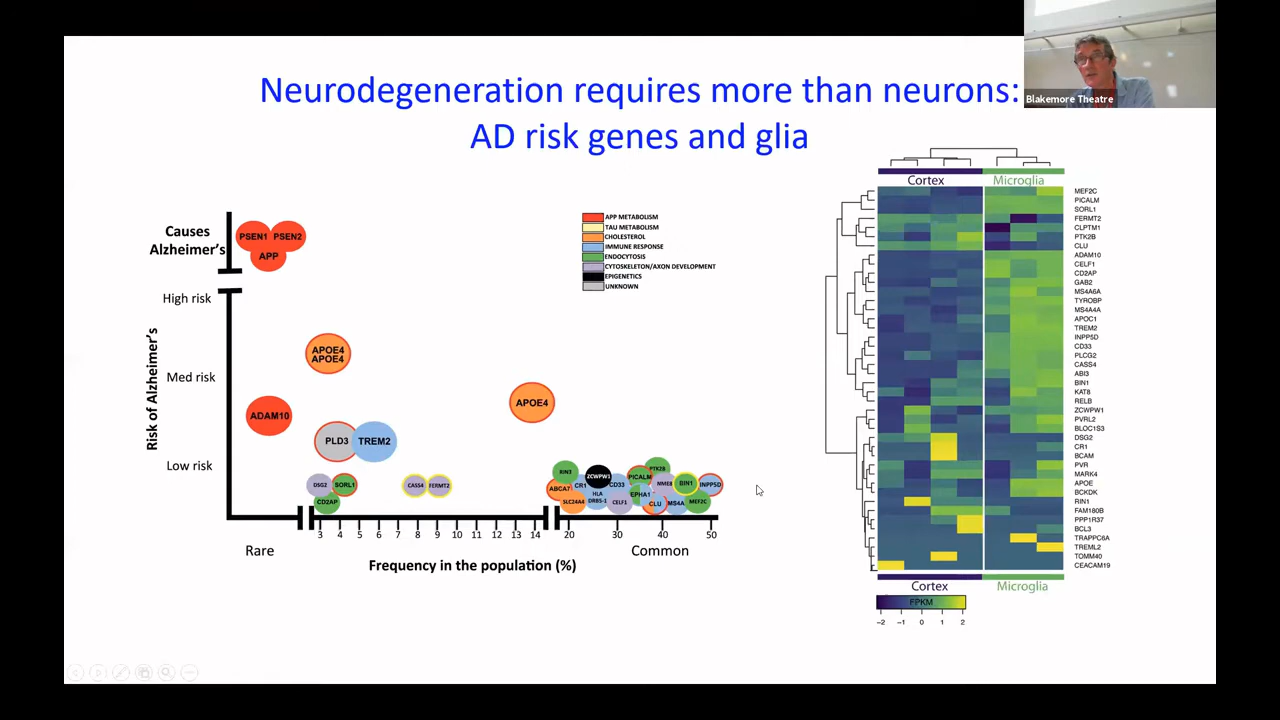 Blakemore Theatre
Neurodegeneration requires more than neurons:
AD risk genes and glia
Causes
Alzheimer's
High risk
Med risk
Low risk
Risk of Alzheimer's
PSEN1
PSEN2
APP
APOE4
APOE4
ADAM10
PLD3
TREM2
APOE4
DSG2
SORL1
CD2AP
CASS4
FERMT2
RIN3
ZCWPW1
PTK2B
ABCA7
CR1
CD33
PICALM
NME8
BIN1
INPP5D
SLC24A4
HLA
DRB5-1
CELF1
EPHA1
CLU
MS4A
MEF2C
3 4 5 6 7 8 9 10 11 12 13 14 20 30 40 50
Rare
Common
Frequency in the population (%)
APP METABOLISM
TAU METABOLISM
CHOLESTEROL
IMMUNE RESPONSE
ENDOCYTOSIS
CYTOSKELETON/AXON DEVELOPMENT
EPIGENETICS
UNKNOWN
Cortex
Microglia
MEF2C
PICALM
SORL1
FERMT2
CLPTM1
PTK2B
CLU
ADAM10
CELF1
CD2AP
GAB2
MS4A6A
TYROBP
MS4A4A
APOC1
TREM2
INPP5D
CD33
PLCG2
CASS4
ABI3
BIN1
KAT8
RELB
ZCWPW1
PVRL2
BLOC1S3
DSG2
CR1
BCAM
PVR
MARK4
APOE
BCKDK
RIN1
FAM180B
PPP1R37
BCL3
TRAPPC6A
TREML2
TOMM40
CEACAM19
Cortex
Microglia
FPKM
−2 −1 0 1 2